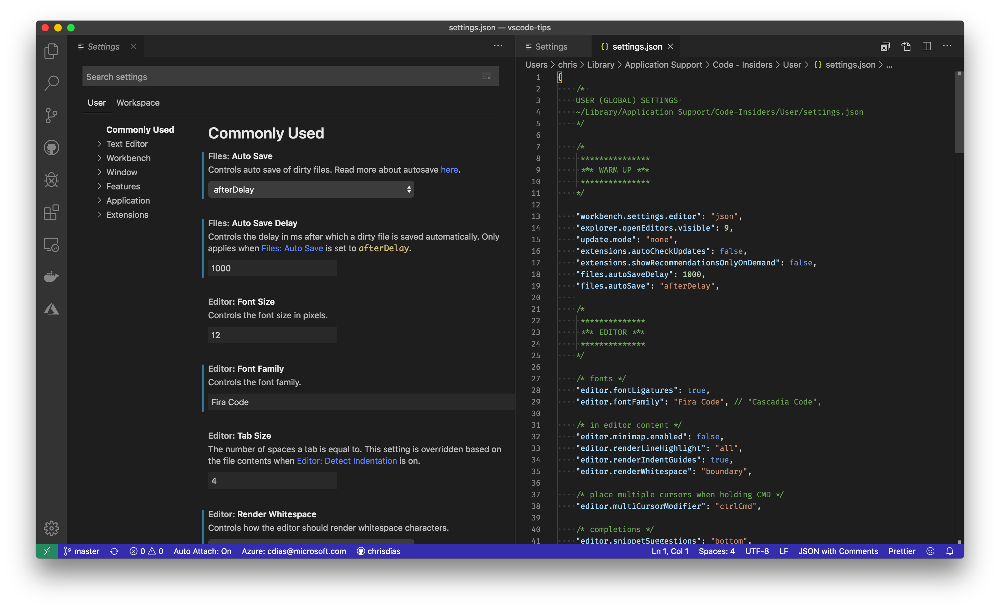 settings.json — vscode-tips
Settings
Search settings
User Workspace
Commonly Used
Text Editor
Workbench
Window
Features
Application
Extensions
Commonly Used
Files: Auto Save
Controls auto save of dirty files. Read more about autosave here.
afterDelay
Files: Auto Save Delay
Controls the delay in ms after which a dirty file is saved automatically. Only
applies when Files: Auto Save is set to afterDelay.
1000
Editor: Font Size
Controls the font size in pixels.
12
Editor: Font Family
Controls the font family.
Fira Code
Editor: Tab Size
The number of spaces a tab is equal to. This setting is overridden based on
the file contents when Editor: Detect Indentation is on.
4
Editor: Render Whitespace
Controls how the editor should render whitespace characters.
Settings {} settings.json
Users > chris > Library > Application Support > Code - Insiders > User > {} settings.json > ...
1 {
2 /*
3 USER (GLOBAL) SETTINGS
4 ~/Library/Application Support/Code-Insiders/User/settings.json
5 */
6
7 /*
8 ***************
9 *** WARM UP ***
10 ***************
11 */
12
13 "workbench.settings.editor": "json",
14 "explorer.openEditors.visible": 9,
15 "update.mode": "none",
16 "extensions.autoCheckUpdates": false,
17 "extensions.showRecommendationsOnlyOnDemand": false,
18 "files.autoSaveDelay": 1000,
19 "files.autoSave": "afterDelay",
20
21 /*
22 **************
23 *** EDITOR ***
24 **************
25 */
26
27 /* fonts */
28 "editor.fontLigatures": true,
29 "editor.fontFamily": "Fira Code", // "Cascadia Code",
30
31 /* in editor content */
32 "editor.minimap.enabled": false,
33 "editor.renderLineHighlight": "all",
34 "editor.renderIndentGuides": true,
35 "editor.renderWhitespace": "boundary",
36
37 /* place multiple cursors when holding CMD */
38 "editor.multiCursorModifier": "ctrlCmd",
39
40 /* completions */
41 "editor.snippetSuggestions": "bottom",
master 0 0 Auto Attach: On Azure: cdias@microsoft.com chrisdias Ln 1, Col 1 Spaces: 4 UTF-8 LF JSON with Comments Prettier